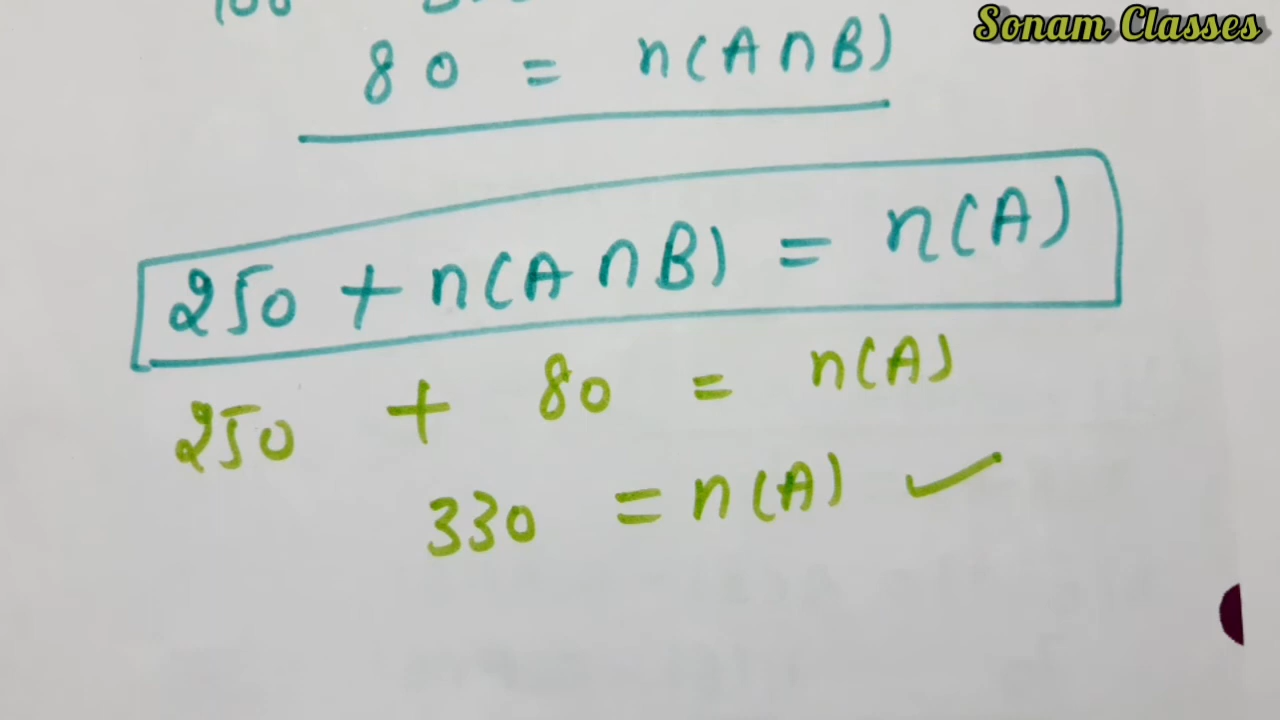 Sonam Classes
80 = n(A∩B)
250 + n(A∩B) = n(A)
250 + 80 = n(A)
330 = n(A) ✓